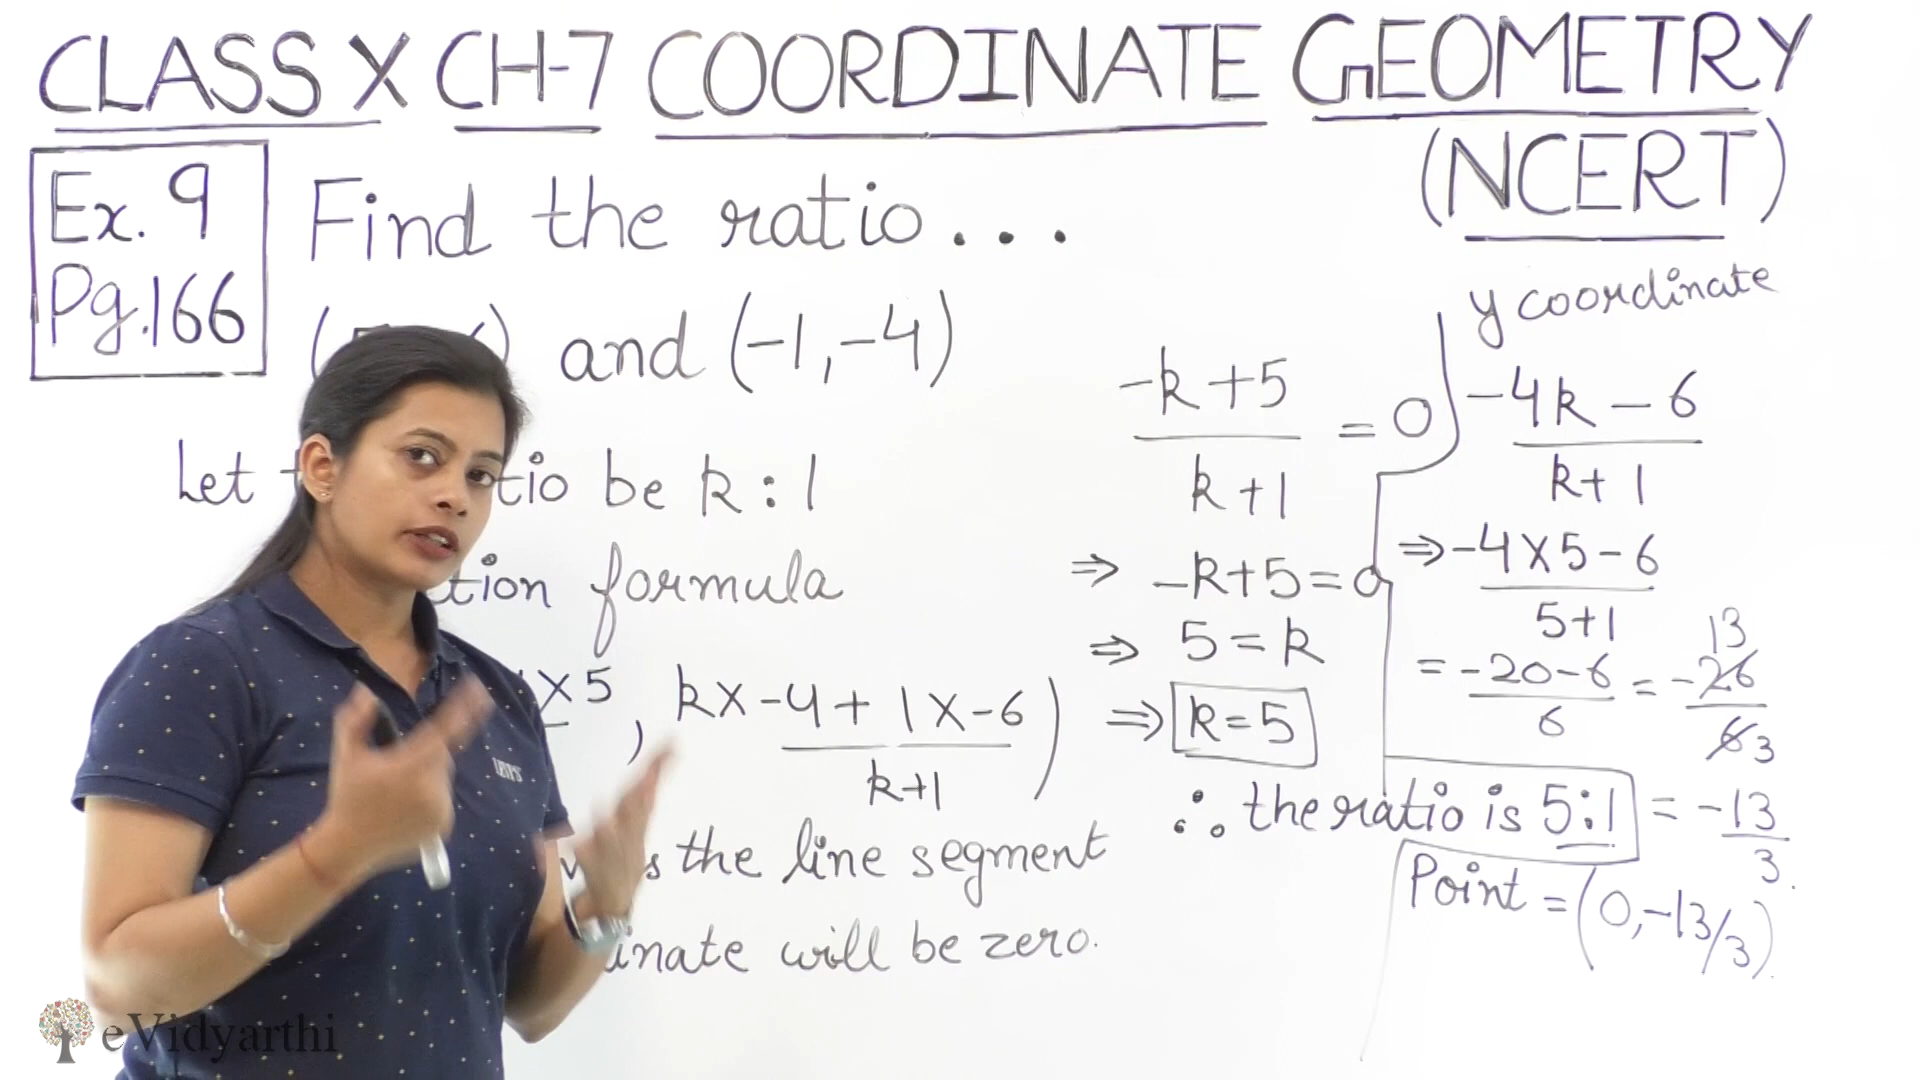 CLASS X CH-7 COORDINATE GEOMETRY
(NCERT)
Ex. 9
Pg.166
Find the ratio...
( ) and (-1,-4)
Let be k:1
formula
×5, k×-4+1×-6)
k+1
the line segment
will be zero.
-k+5
k+1
= 0
⇒ -k+5=0
⇒ 5=k
⇒ k=5
∴ the ratio is 5:1
y coordinate
-4k-6
k+1
⇒ -4×5-6
5+1
= -20-6
6
= -26
6
13
3
= -13
3
Point = (0,-13/3)
eVidyarthi